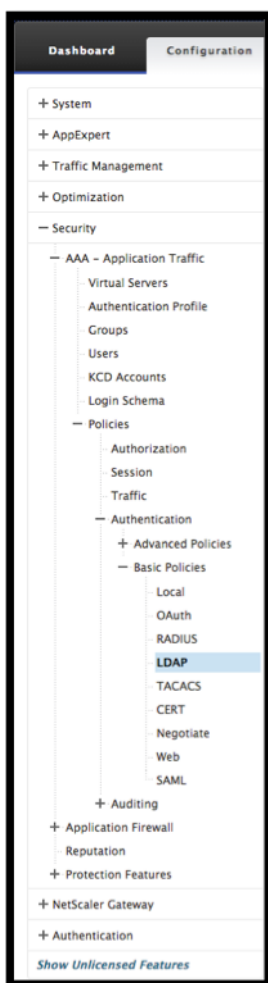 Dashboard Configuration
+ System
+ AppExpert
+ Traffic Management
+ Optimization
− Security
− AAA – Application Traffic
Virtual Servers
Authentication Profile
Groups
Users
KCD Accounts
Login Schema
− Policies
Authorization
Session
Traffic
− Authentication
+ Advanced Policies
− Basic Policies
Local
OAuth
RADIUS
LDAP
TACACS
CERT
Negotiate
Web
SAML
+ Auditing
+ Application Firewall
Reputation
+ Protection Features
+ NetScaler Gateway
+ Authentication
Show Unlicensed Features